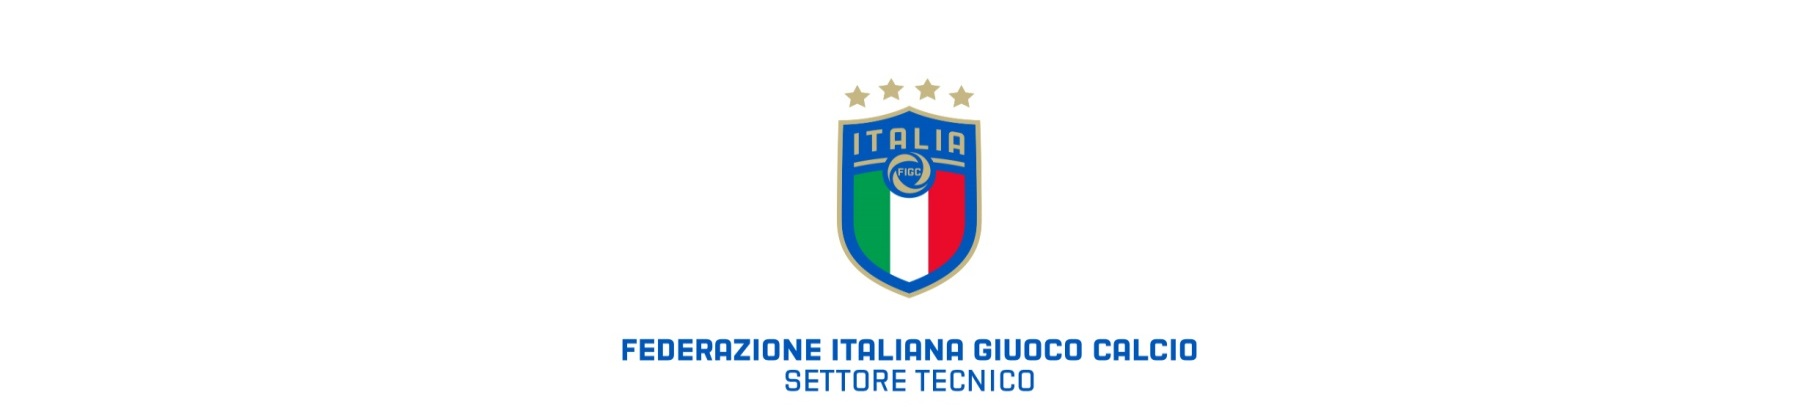 ITALIA
FIGC
FEDERAZIONE ITALIANA GIUOCO CALCIO
SETTORE TECNICO